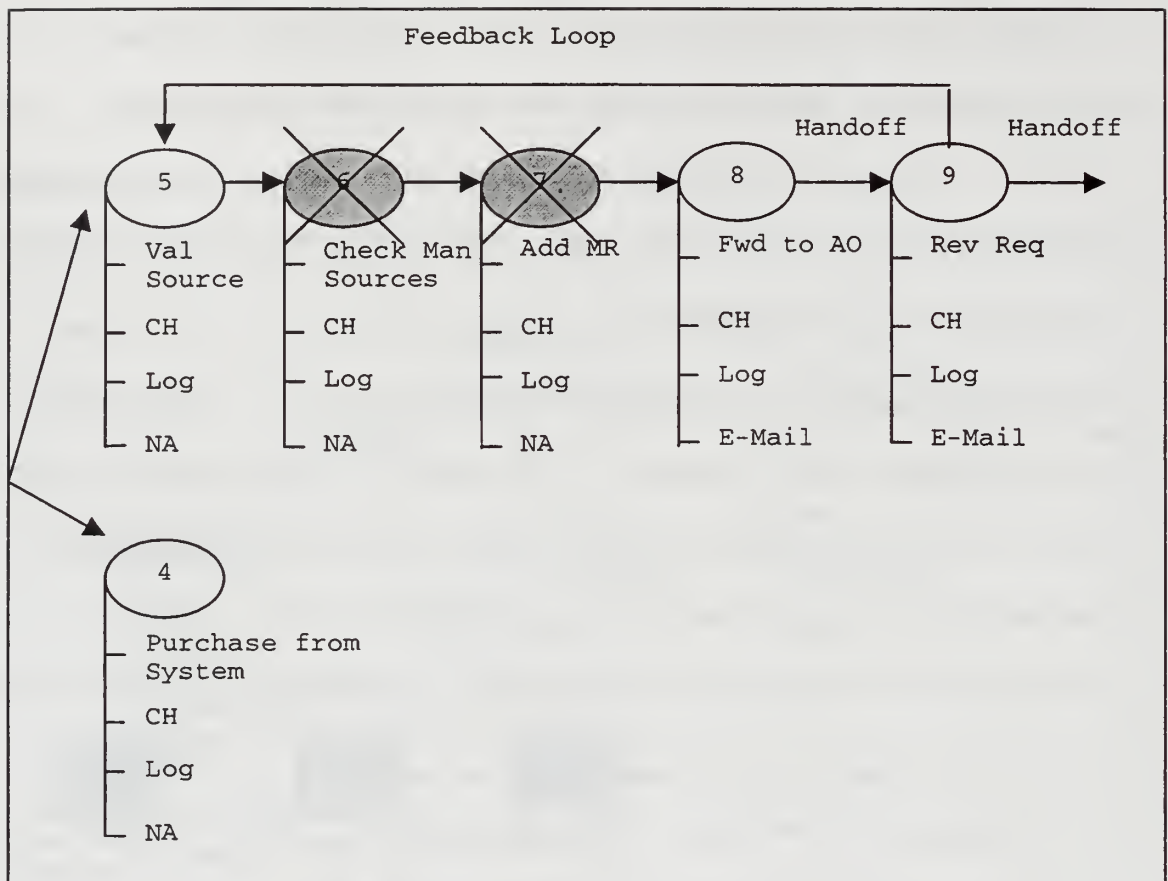 Feedback Loop
Handoff
Handoff
5
6
7
8
9
Val
Source
CH
Log
NA
Check Man
Sources
CH
Log
NA
Add MR
CH
Log
NA
Fwd to AO
CH
Log
E-Mail
Rev Req
CH
Log
E-Mail
4
Purchase from
System
CH
Log
NA